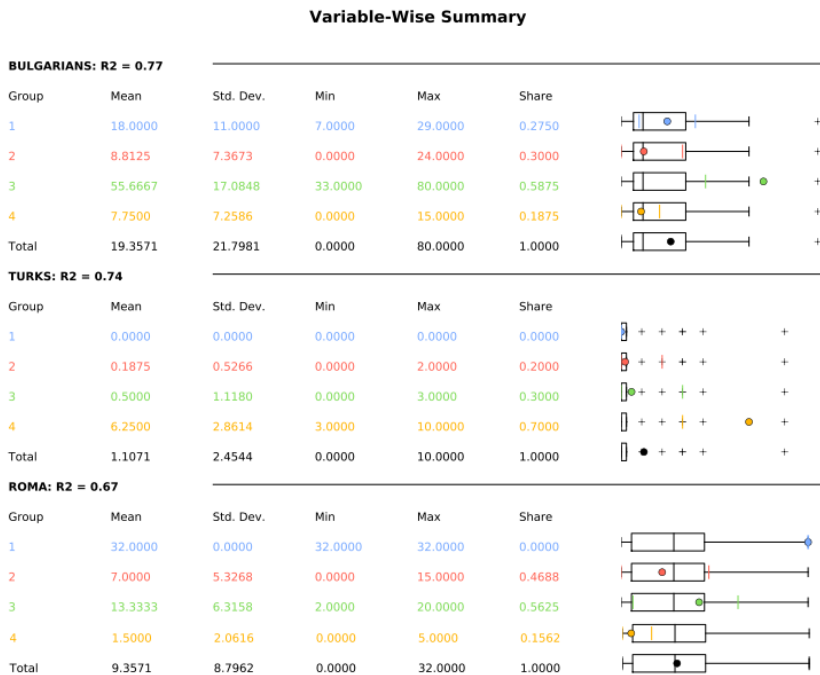 Variable-Wise Summary
BULGARIANS: R2 = 0.77
Group Mean Std. Dev. Min Max Share
1 18.0000 11.0000 7.0000 29.0000 0.2750
2 8.8125 7.3673 0.0000 24.0000 0.3000
3 55.6667 17.0848 33.0000 80.0000 0.5875
4 7.7500 7.2586 0.0000 15.0000 0.1875
Total 19.3571 21.7981 0.0000 80.0000 1.0000
TURKS: R2 = 0.74
Group Mean Std. Dev. Min Max Share
1 0.0000 0.0000 0.0000 0.0000 0.0000
2 0.1875 0.5266 0.0000 2.0000 0.2000
3 0.5000 1.1180 0.0000 3.0000 0.3000
4 6.2500 2.8614 3.0000 10.0000 0.7000
Total 1.1071 2.4544 0.0000 10.0000 1.0000
ROMA: R2 = 0.67
Group Mean Std. Dev. Min Max Share
1 32.0000 0.0000 32.0000 32.0000 0.0000
2 7.0000 5.3268 0.0000 15.0000 0.4688
3 13.3333 6.3158 2.0000 20.0000 0.5625
4 1.5000 2.0616 0.0000 5.0000 0.1562
Total 9.3571 8.7962 0.0000 32.0000 1.0000